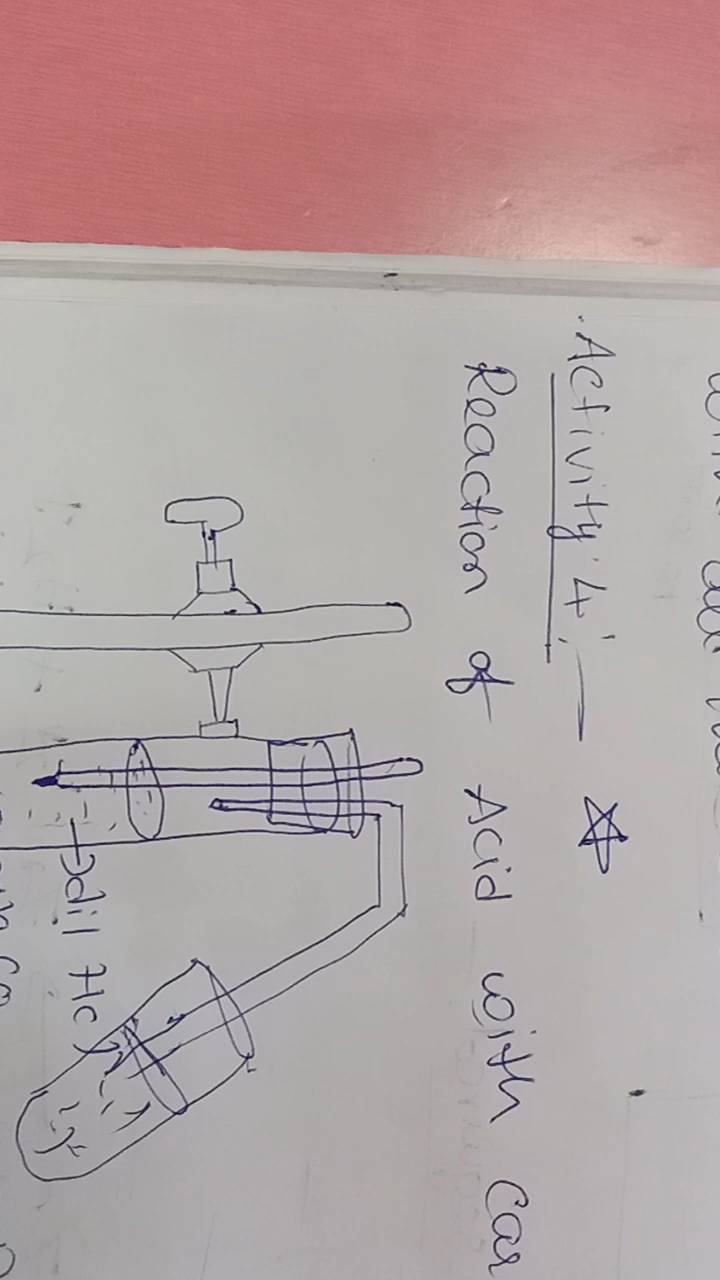 Activity 4:— ☆
Reaction of Acid with Car
→dil HCl